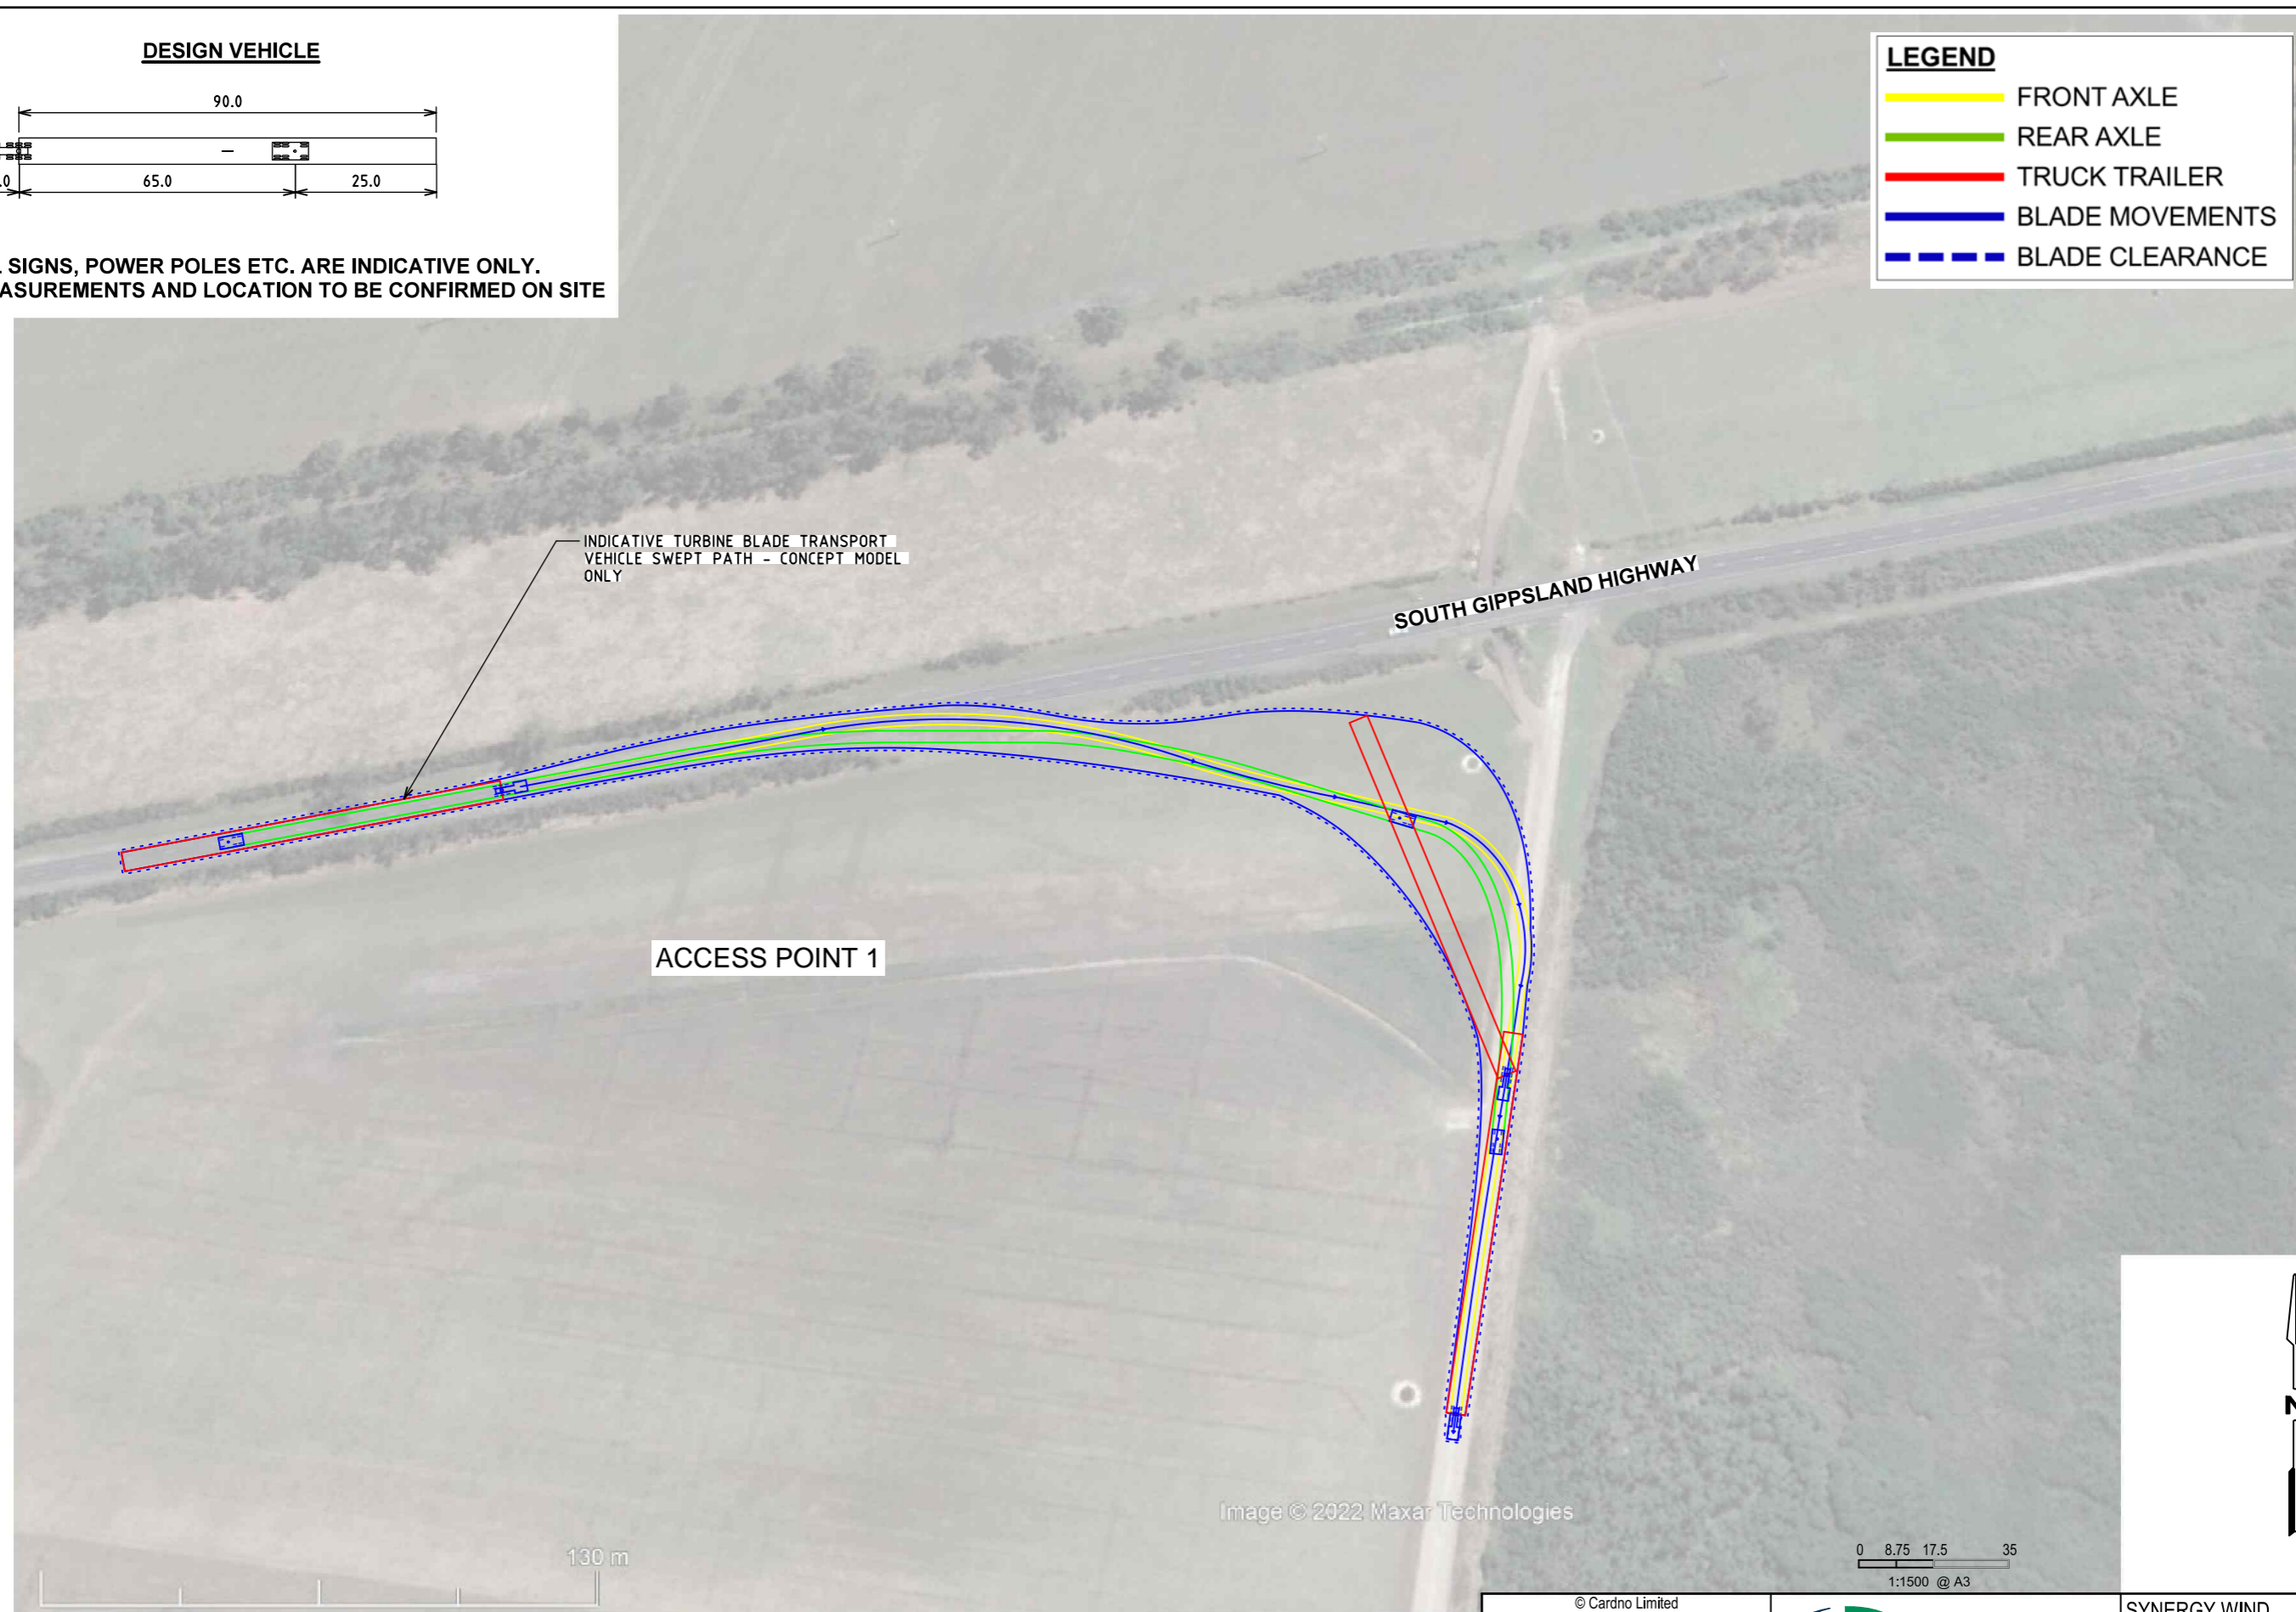 DESIGN VEHICLE
90.0
.0
65.0
25.0
SIGNS, POWER POLES ETC. ARE INDICATIVE ONLY.
ASUREMENTS AND LOCATION TO BE CONFIRMED ON SITE
LEGEND
FRONT AXLE
REAR AXLE
TRUCK TRAILER
BLADE MOVEMENTS
BLADE CLEARANCE
INDICATIVE TURBINE BLADE TRANSPORT
VEHICLE SWEPT PATH - CONCEPT MODEL
ONLY
SOUTH GIPPSLAND HIGHWAY
ACCESS POINT 1
Image © 2022 Maxar Technologies
130 m
0 8.75 17.5 35
1:1500 @ A3
© Cardno Limited
SYNERGY WIND